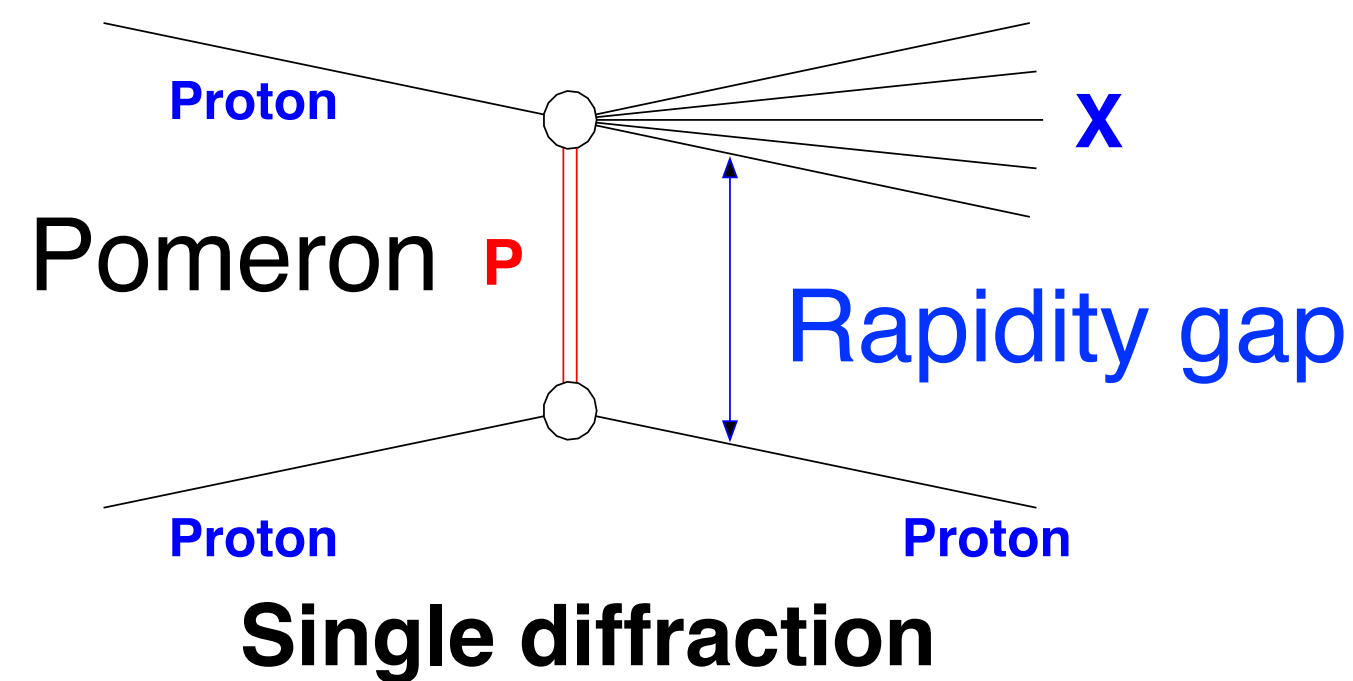 Proton
X
Pomeron P
Rapidity gap
Proton
Proton
Single diffraction